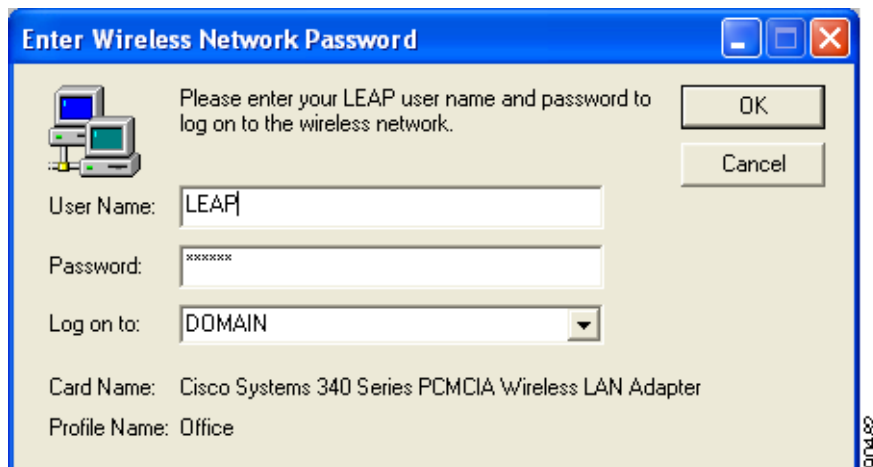 Enter Wireless Network Password
Please enter your LEAP user name and password to
log on to the wireless network.
OK
Cancel
User Name: LEAP
Password: ******
Log on to: DOMAIN
Card Name: Cisco Systems 340 Series PCMCIA Wireless LAN Adapter
Profile Name: Office
90482